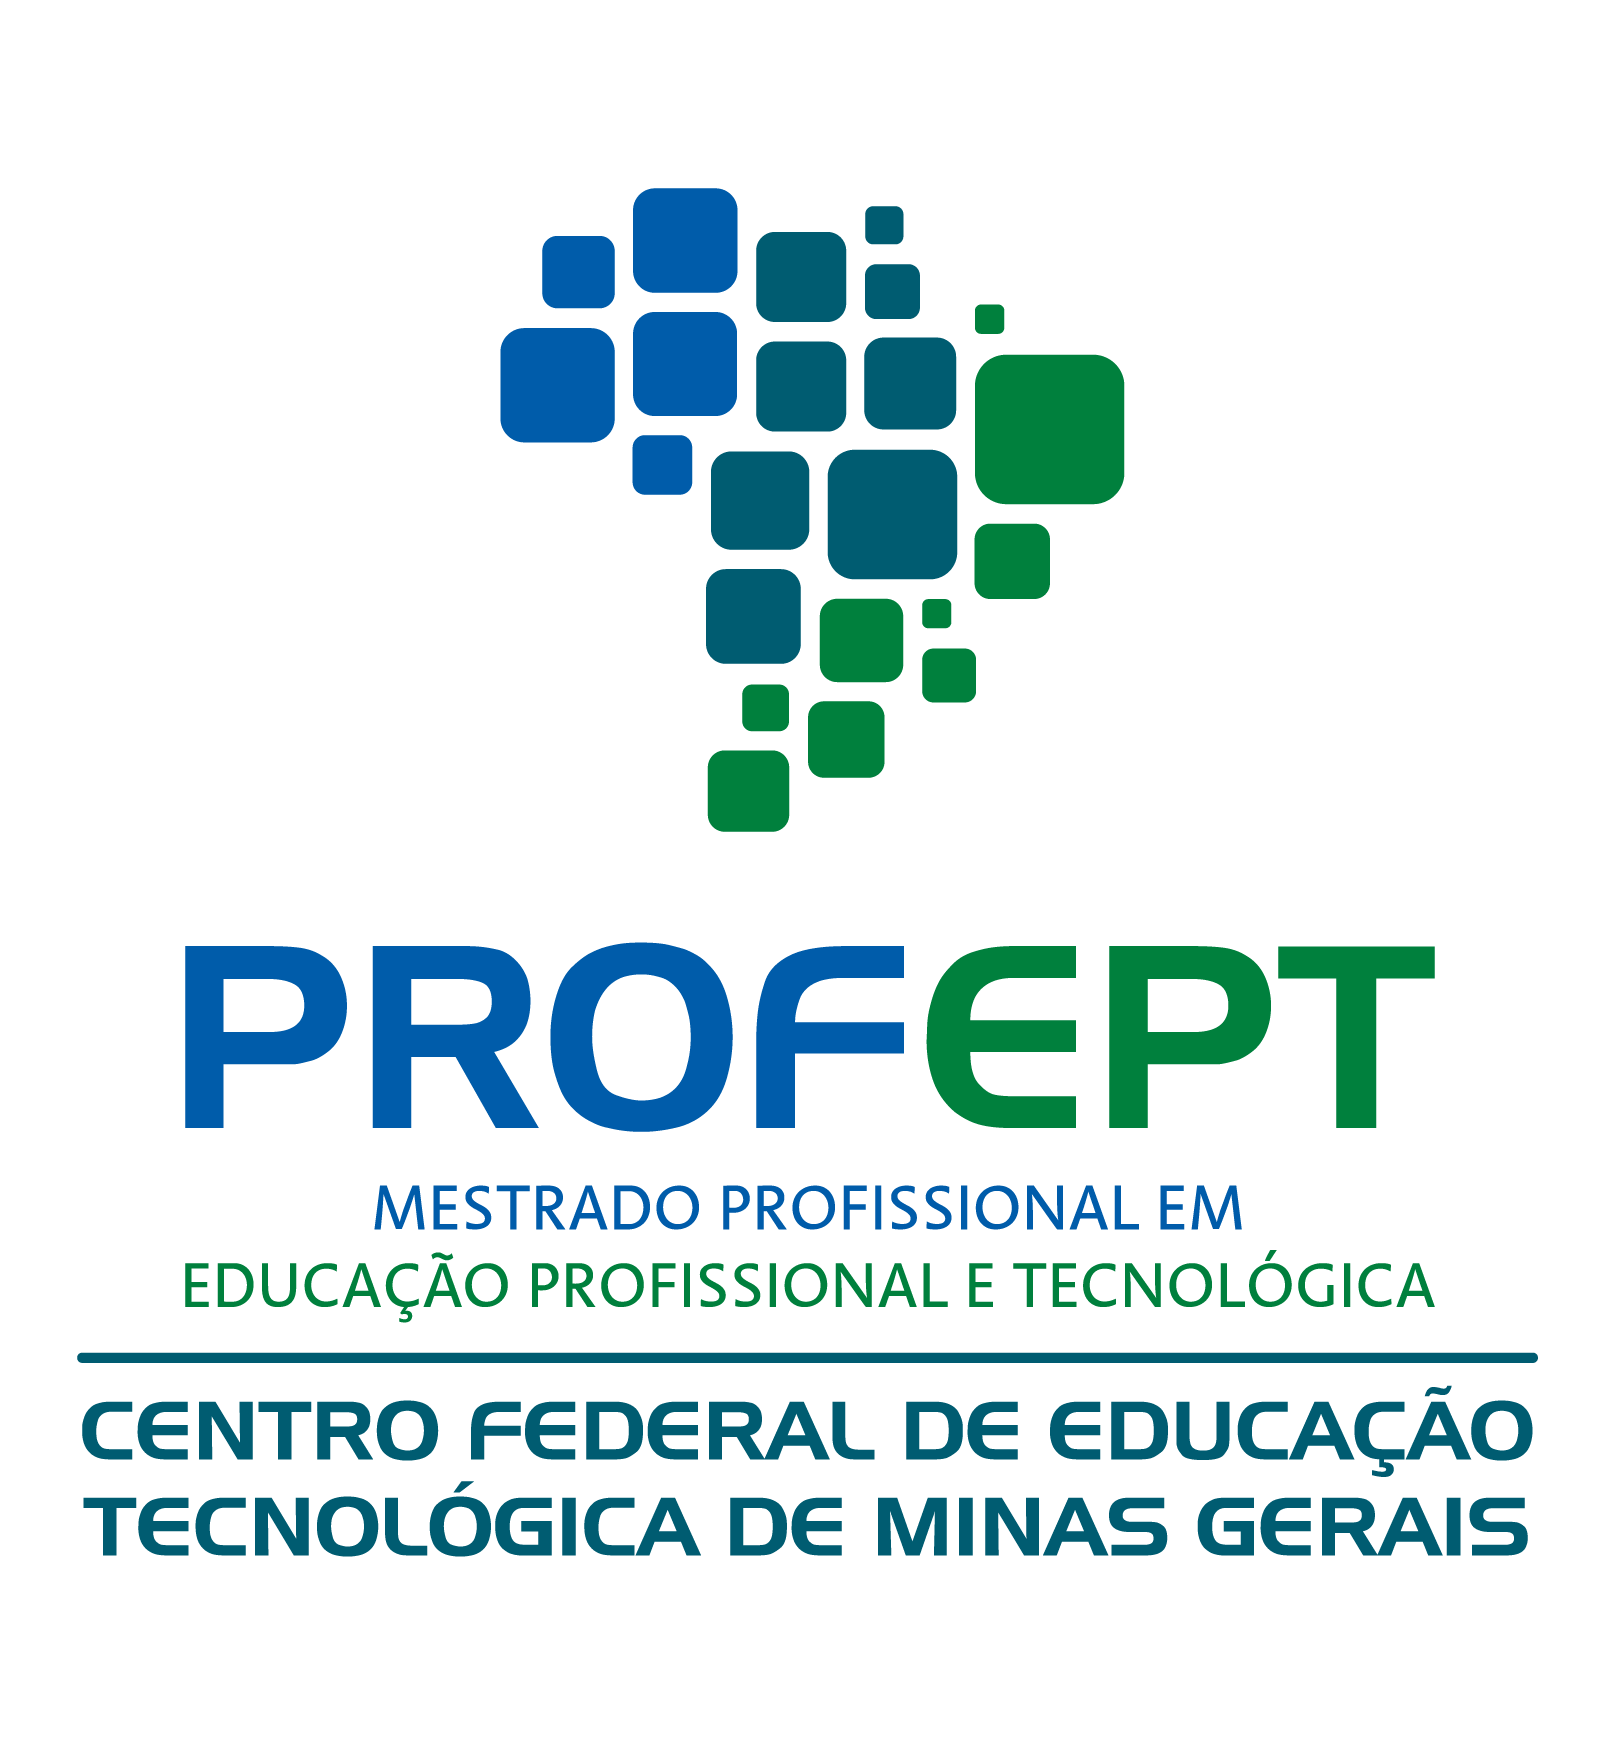 PROFEPT
MESTRADO PROFISSIONAL EM
EDUCAÇÃO PROFISSIONAL E TECNOLÓGICA
CENTRO FEDERAL DE EDUCAÇÃO
TECNOLÓGICA DE MINAS GERAIS